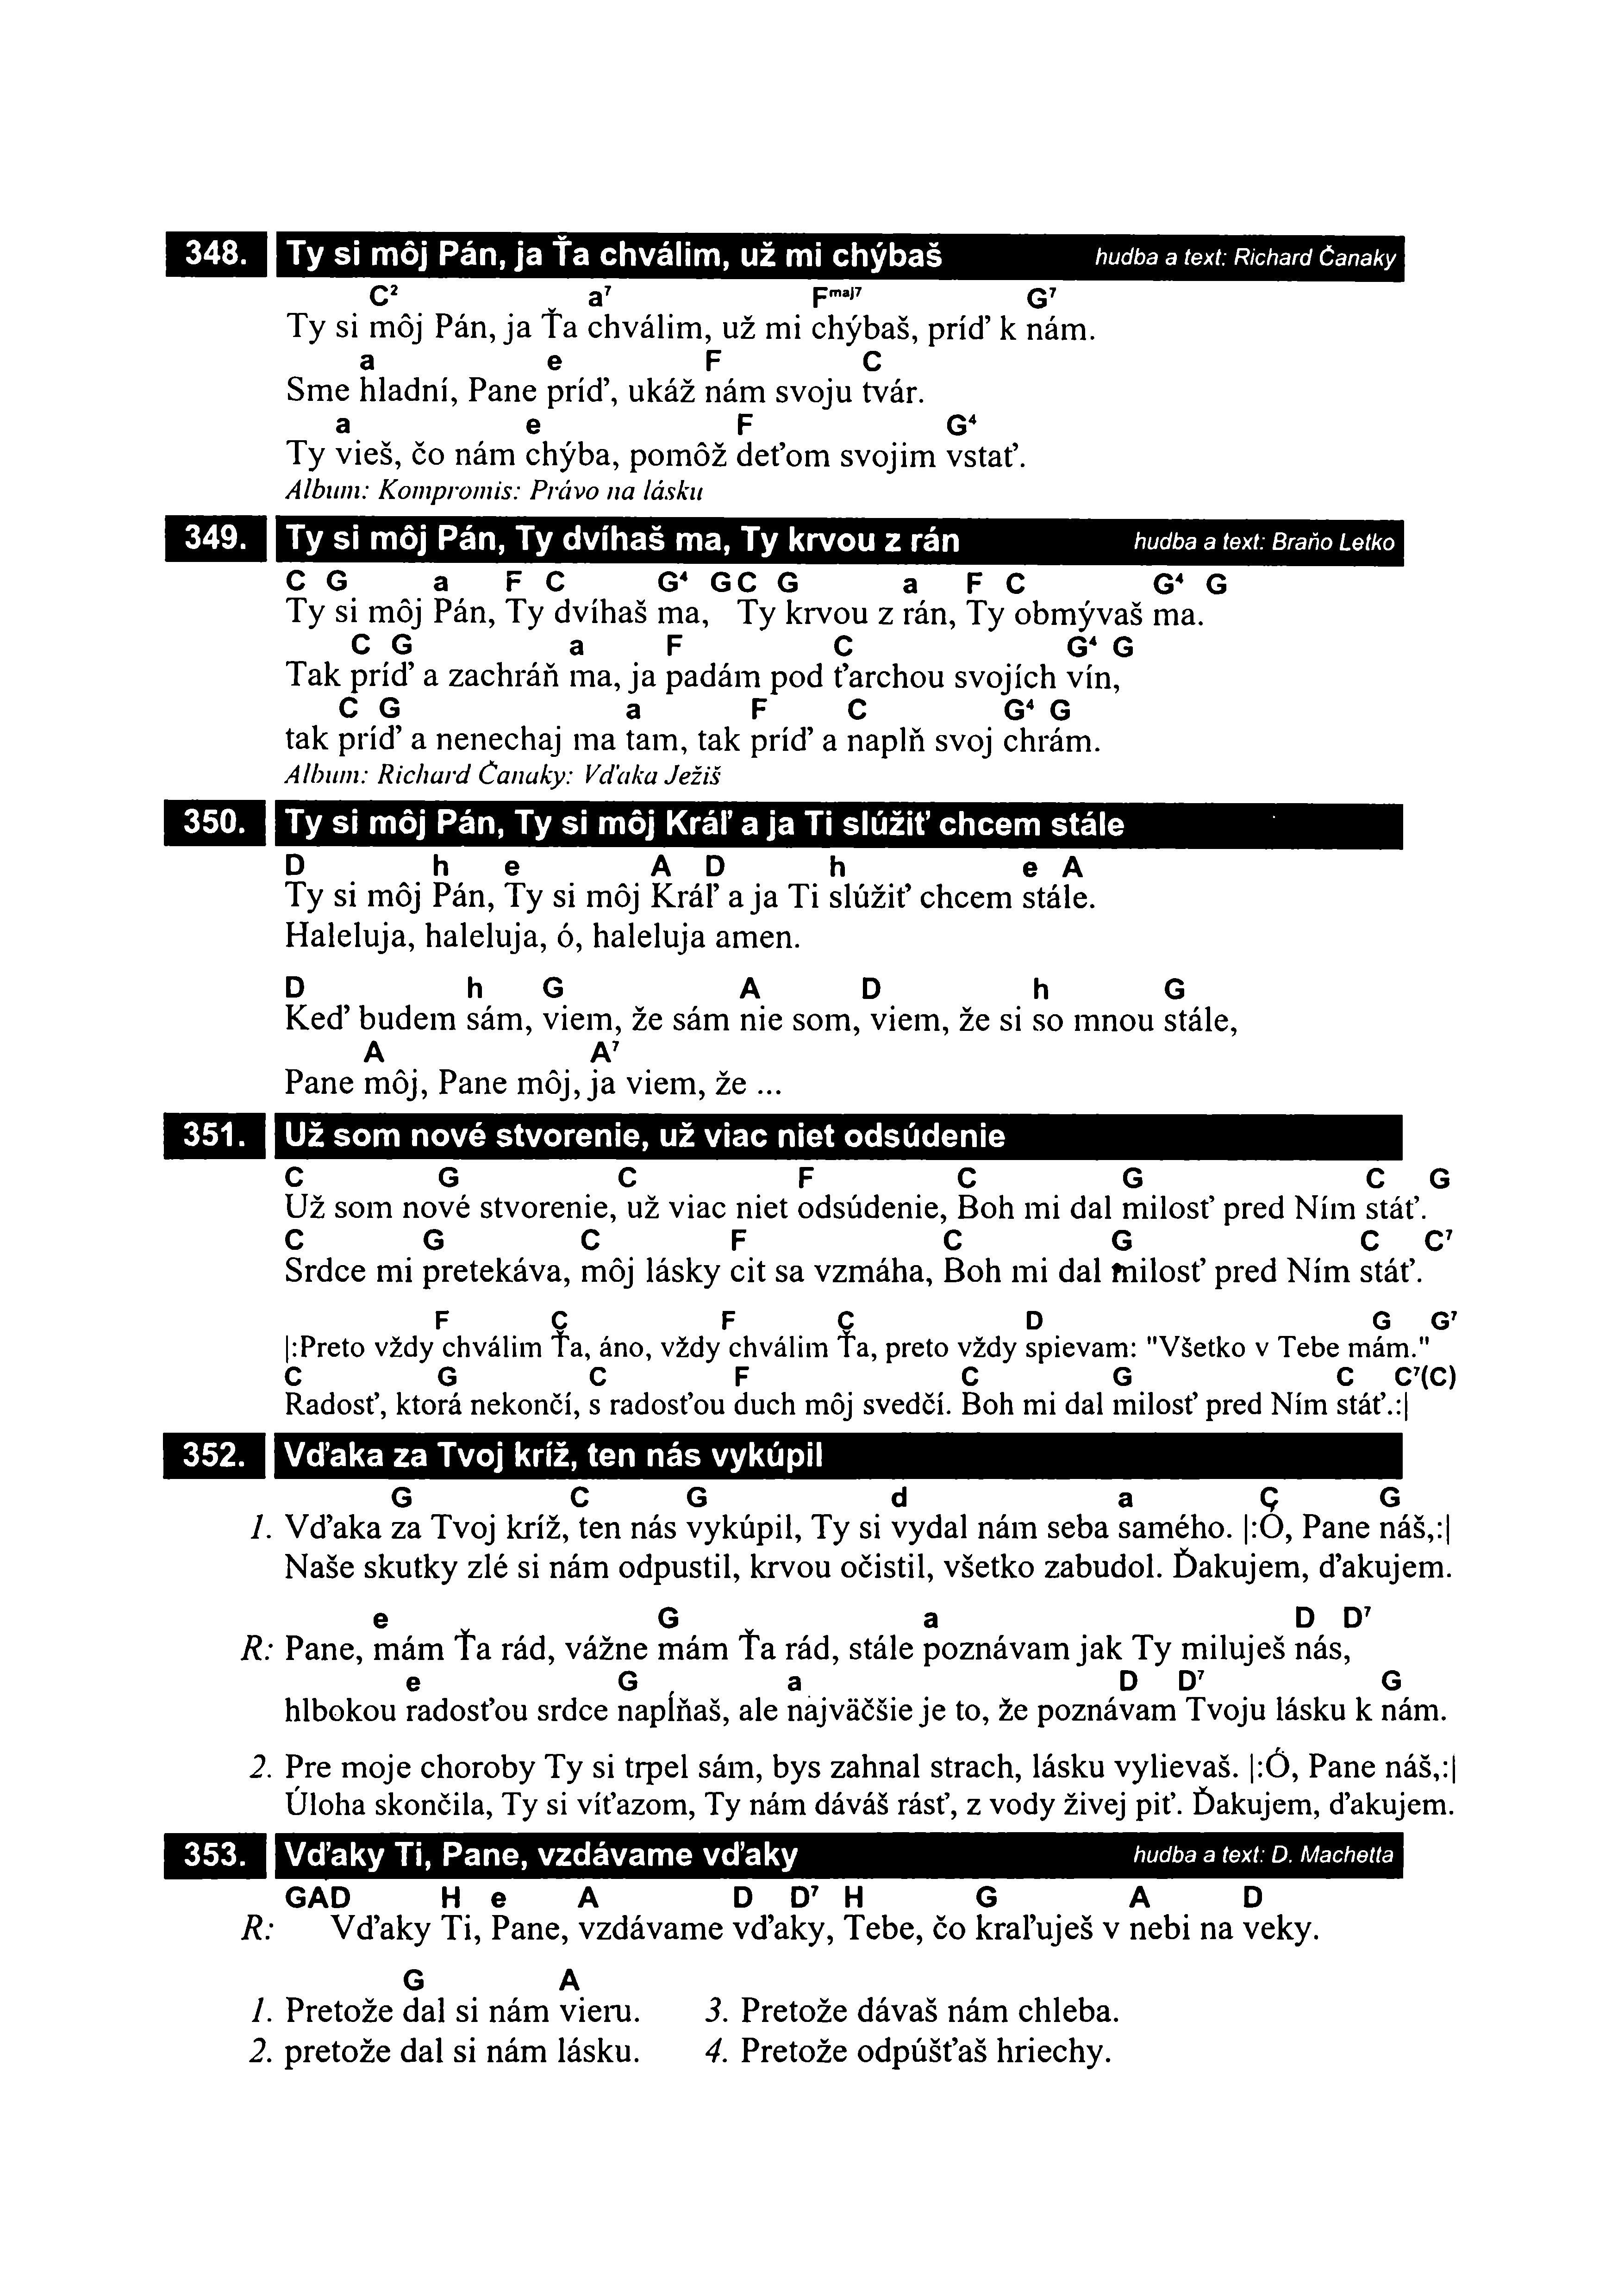 348. Ty si môj Pán, ja Ťa chválim, už mi chýbaš hudba a text: Richard Čanaky
C² a⁷ Fmaj⁷ G⁷
Ty si môj Pán, ja Ťa chválim, už mi chýbaš, príď k nám.
a e F C
Sme hladní, Pane príď, ukáž nám svoju tvár.
a e F G⁴
Ty vieš, čo nám chýba, pomôž deťom svojim vstať.
Album: Kompromis: Právo na lásku
349. Ty si môj Pán, Ty dvíhaš ma, Ty krvou z rán hudba a text: Braňo Letko
C G a F C G⁴ G C G a F C G⁴ G
Ty si môj Pán, Ty dvíhaš ma, Ty krvou z rán, Ty obmývaš ma.
C G a F C G⁴ G
Tak príď a zachráň ma, ja padám pod ťarchou svojích vín,
C G a F C G⁴ G
tak príď a nenechaj ma tam, tak príď a naplň svoj chrám.
Album: Richard Čanaky: Vďaka Ježiš
350. Ty si môj Pán, Ty si môj Kráľ a ja Ti slúžiť chcem stále
D h e A D h e A
Ty si môj Pán, Ty si môj Kráľ a ja Ti slúžiť chcem stále.
Haleluja, haleluja, ó, haleluja amen.
D h G A D h G
Keď budem sám, viem, že sám nie som, viem, že si so mnou stále,
A A⁷
Pane môj, Pane môj, ja viem, že ...
351. Už som nové stvorenie, už viac niet odsúdenie
C G C F C G C G
Už som nové stvorenie, už viac niet odsúdenie, Boh mi dal milosť pred Ním stáť.
C G C F C G C C⁷
Srdce mi pretekáva, môj lásky cit sa vzmáha, Boh mi dal milosť pred Ním stáť.
F C F C D G G⁷
|:Preto vždy chválim Ťa, áno, vždy chválim Ťa, preto vždy spievam: "Všetko v Tebe mám."
C G C F C G C C⁷(C)
Radosť, ktorá nekončí, s radosťou duch môj svedčí. Boh mi dal milosť pred Ním stáť.:|
352. Vďaka za Tvoj kríž, ten nás vykúpil
G C G d a C G
1. Vďaka za Tvoj kríž, ten nás vykúpil, Ty si vydal nám seba samého. |:Ó, Pane náš,:|
Naše skutky zlé si nám odpustil, krvou očistil, všetko zabudol. Ďakujem, ďakujem.
e G a D D⁷
R: Pane, mám Ťa rád, vážne mám Ťa rád, stále poznávam jak Ty miluješ nás,
e G a D D⁷ G
hlbokou radosťou srdce napĺňaš, ale najväčšie je to, že poznávam Tvoju lásku k nám.
2. Pre moje choroby Ty si trpel sám, bys zahnal strach, lásku vylievaš. |:Ó, Pane náš,:|
Úloha skončila, Ty si víťazom, Ty nám dáváš rásť, z vody živej piť. Ďakujem, ďakujem.
353. Vďaky Ti, Pane, vzdávame vďaky hudba a text: D. Machetta
GAD H e A D D⁷ H G A D
R: Vďaky Ti, Pane, vzdávame vďaky, Tebe, čo kraľuješ v nebi na veky.
G A
1. Pretože dal si nám vieru. 3. Pretože dávaš nám chleba.
2. pretože dal si nám lásku. 4. Pretože odpúšťaš hriechy.